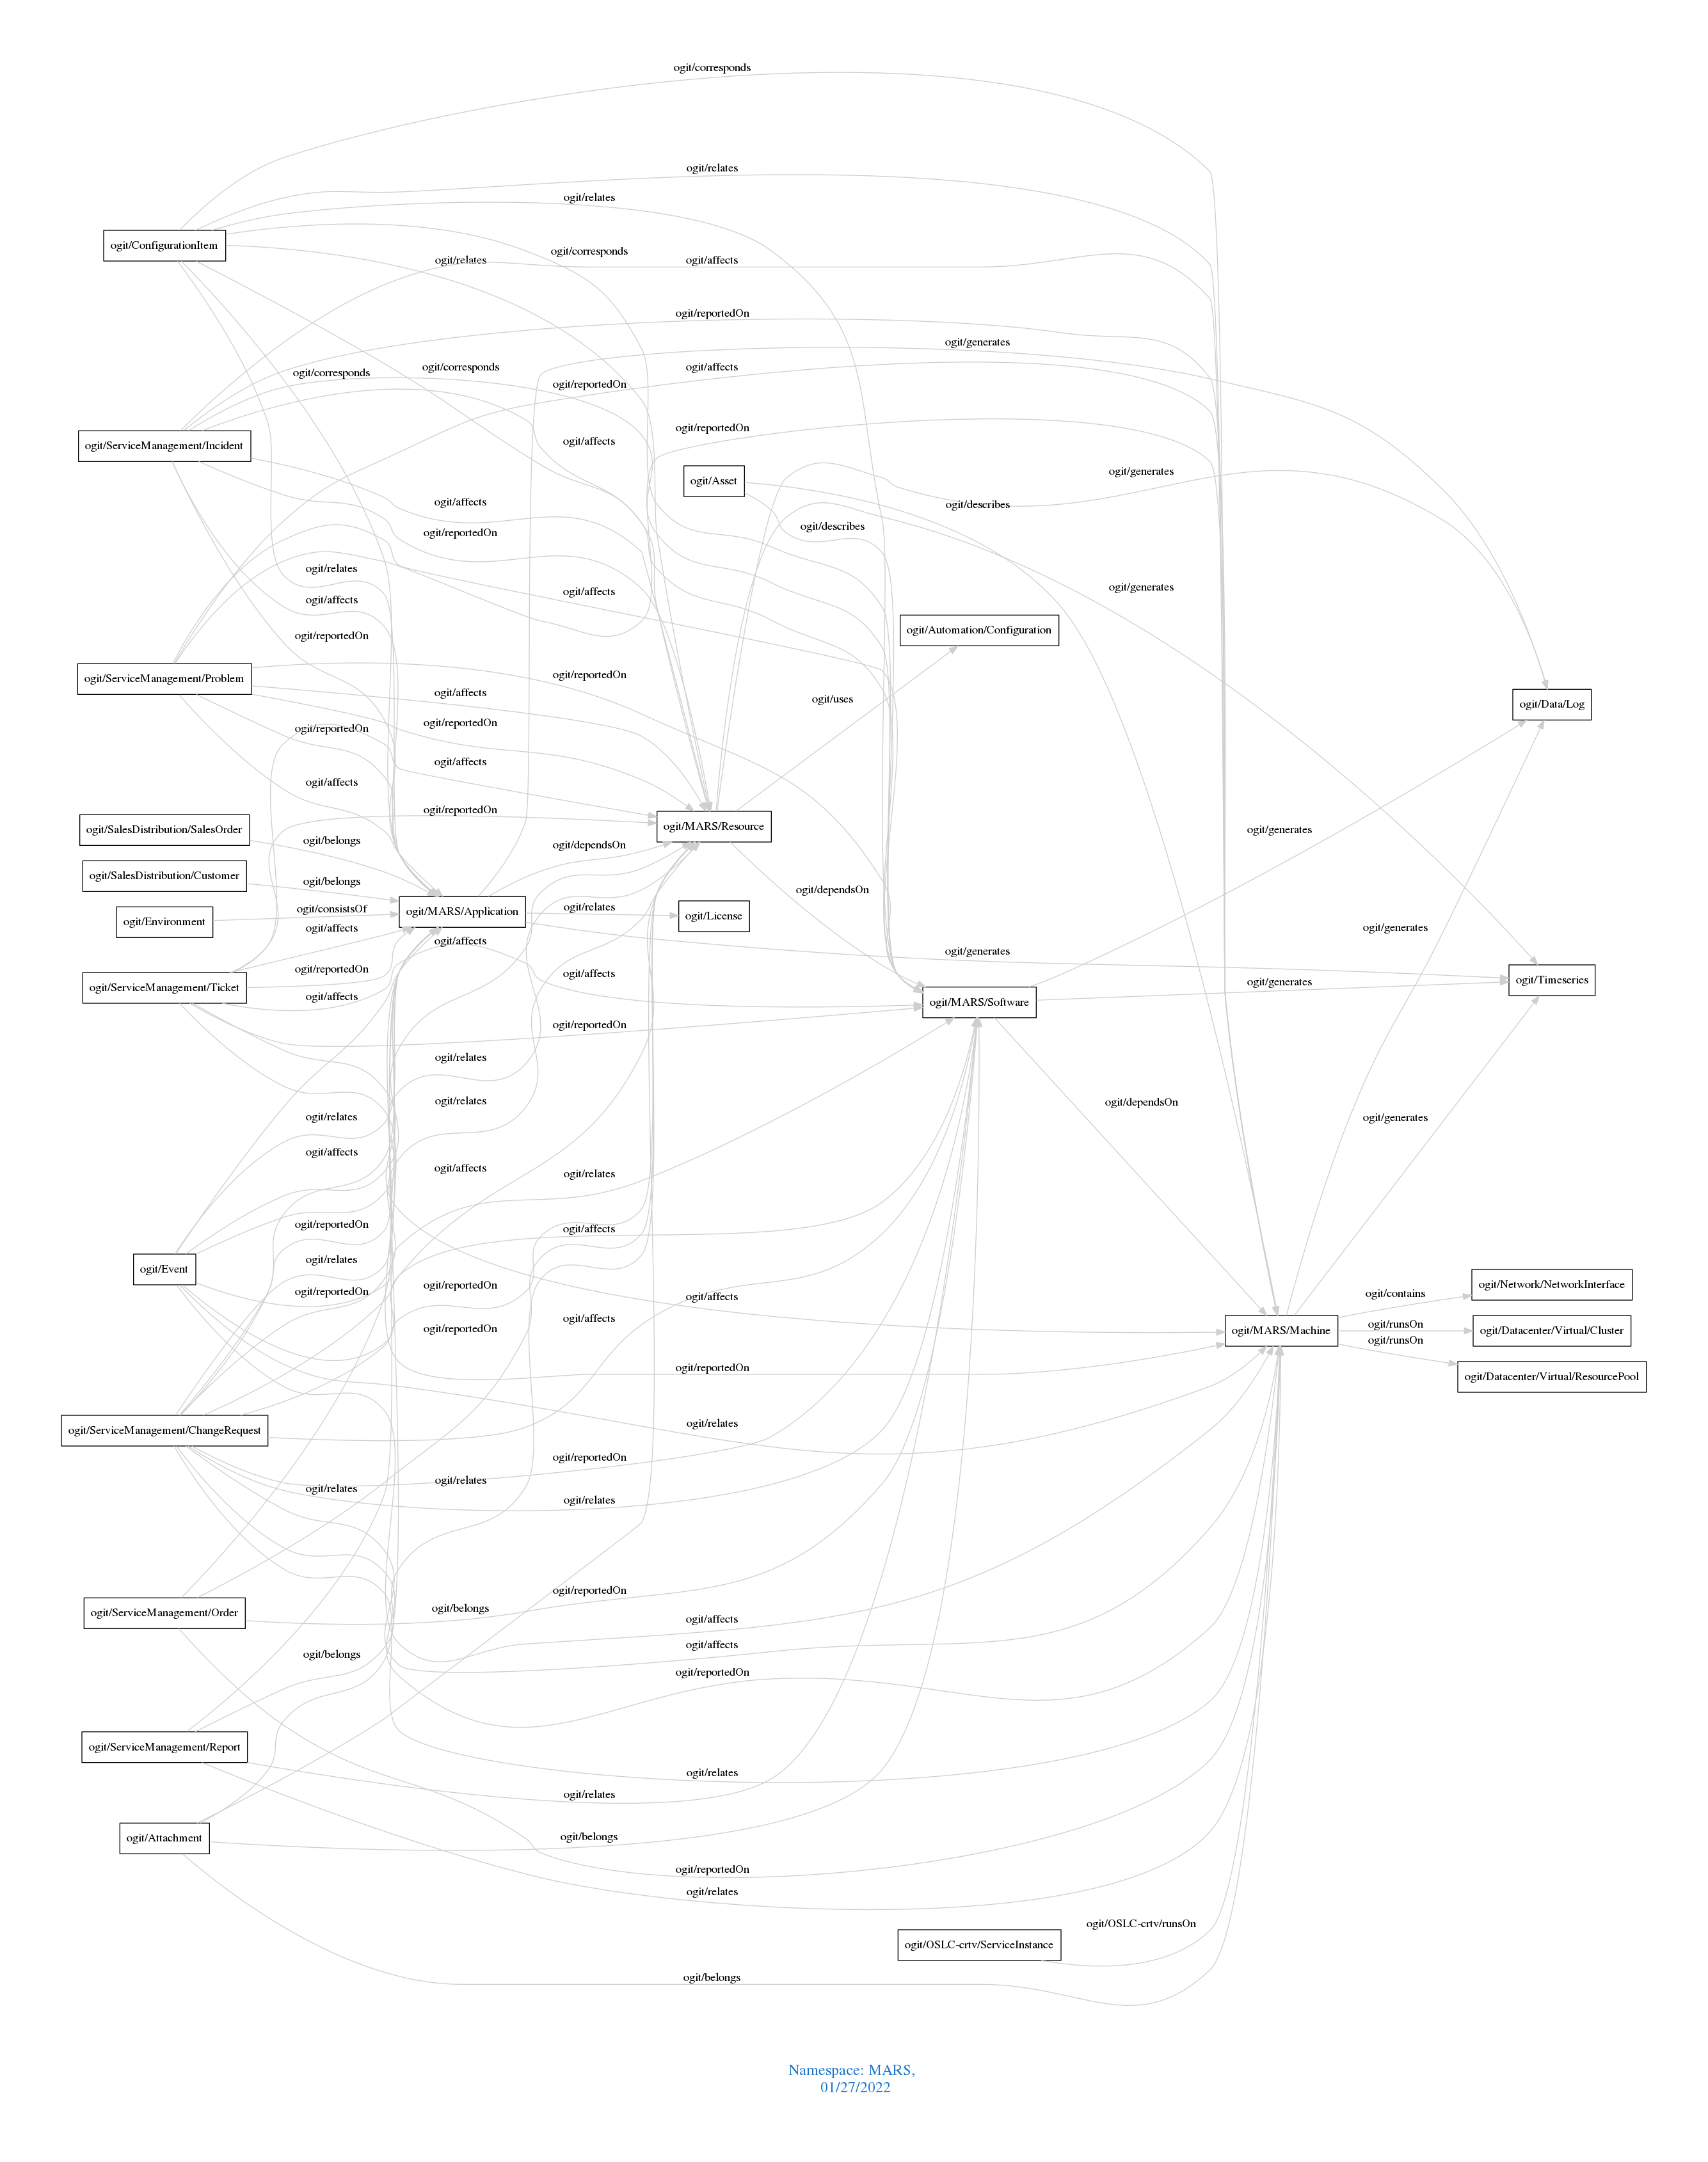 ogit/corresponds
ogit/relates
ogit/relates
ogit/ConfigurationItem
ogit/corresponds
ogit/relates
ogit/affects
ogit/reportedOn
ogit/generates
ogit/corresponds
ogit/corresponds
ogit/affects
ogit/reportedOn
ogit/reportedOn
ogit/ServiceManagement/Incident
ogit/affects
ogit/generates
ogit/Asset
ogit/affects
ogit/describes
ogit/describes
ogit/reportedOn
ogit/relates
ogit/generates
ogit/affects
ogit/affects
ogit/Automation/Configuration
ogit/reportedOn
ogit/reportedOn
ogit/ServiceManagement/Problem
ogit/affects
ogit/uses
ogit/Data/Log
ogit/reportedOn
ogit/reportedOn
ogit/affects
ogit/affects
ogit/reportedOn
ogit/MARS/Resource
ogit/SalesDistribution/SalesOrder
ogit/generates
ogit/belongs
ogit/dependsOn
ogit/SalesDistribution/Customer
ogit/belongs
ogit/dependsOn
ogit/consistsOf
ogit/MARS/Application
ogit/relates
ogit/License
ogit/Environment
ogit/affects
ogit/generates
ogit/affects
ogit/generates
ogit/reportedOn
ogit/affects
ogit/Timeseries
ogit/generates
ogit/ServiceManagement/Ticket
ogit/affects
ogit/MARS/Software
ogit/reportedOn
ogit/relates
ogit/relates
ogit/dependsOn
ogit/relates
ogit/generates
ogit/affects
ogit/affects
ogit/relates
ogit/reportedOn
ogit/affects
ogit/relates
ogit/Event
ogit/reportedOn
ogit/reportedOn
ogit/Network/NetworkInterface
ogit/contains
ogit/affects
ogit/affects
ogit/reportedOn
ogit/MARS/Machine
ogit/runsOn
ogit/Datacenter/Virtual/Cluster
ogit/runsOn
ogit/reportedOn
ogit/Datacenter/Virtual/ResourcePool
ogit/relates
ogit/ServiceManagement/ChangeRequest
ogit/reportedOn
ogit/relates
ogit/relates
ogit/relates
ogit/reportedOn
ogit/belongs
ogit/ServiceManagement/Order
ogit/affects
ogit/affects
ogit/belongs
ogit/reportedOn
ogit/ServiceManagement/Report
ogit/relates
ogit/relates
ogit/Attachment
ogit/belongs
ogit/reportedOn
ogit/relates
ogit/OSLC-crtv/runsOn
ogit/OSLC-crtv/ServiceInstance
ogit/belongs
Namespace: MARS,
01/27/2022